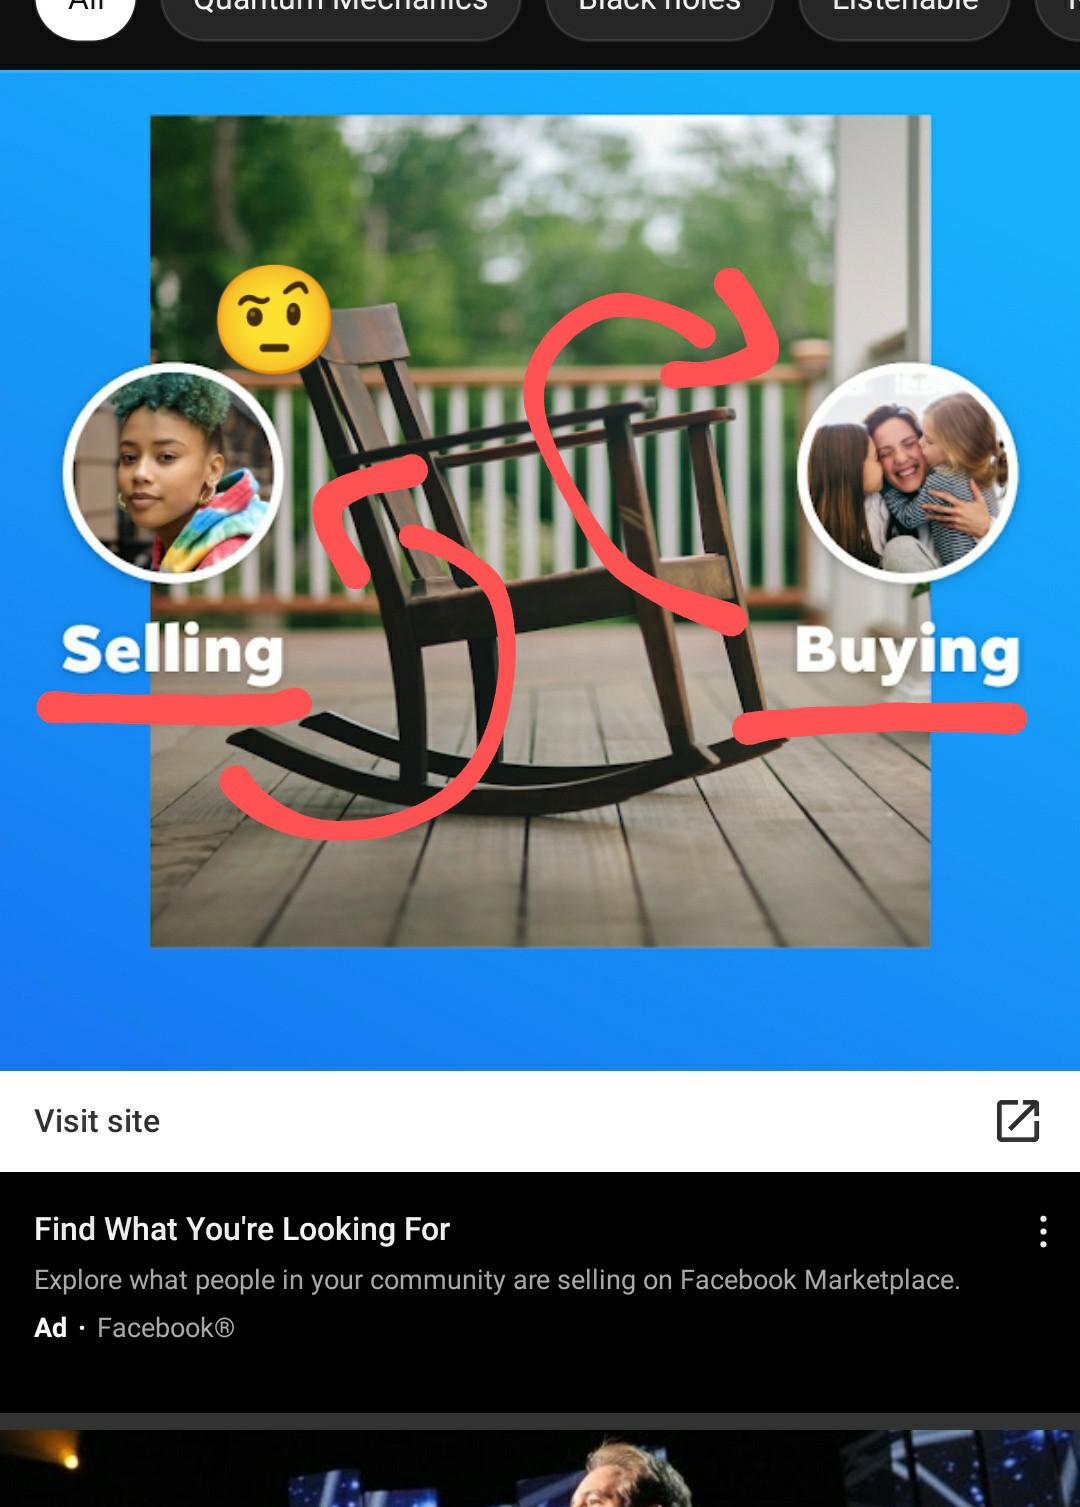 All Quantum Mechanics Black holes Listenable
Selling Buying
Visit site
Find What You're Looking For
Explore what people in your community are selling on Facebook Marketplace.
Ad · Facebook®